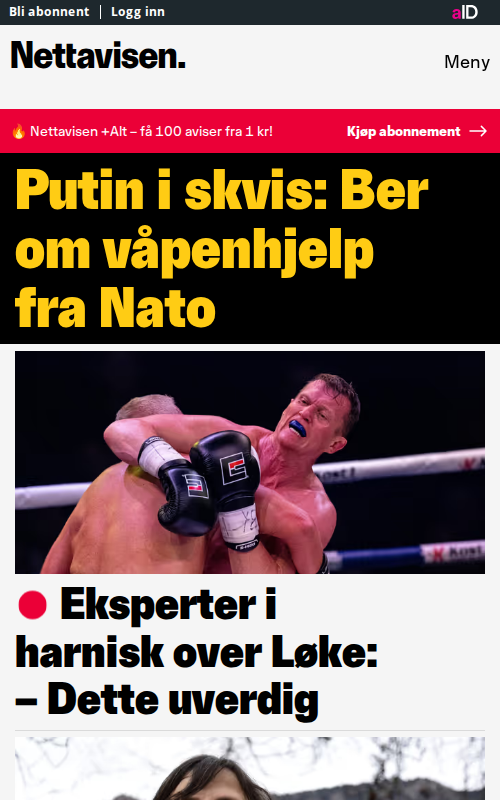 Bli abonnent | Logg inn
aID
Nettavisen.
Meny
🔥 Nettavisen +Alt – få 100 aviser fra 1 kr!
Kjøp abonnement →
Putin i skvis: Ber
om våpenhjelp
fra Nato
Eksperter i
harnisk over Løke:
– Dette uverdig